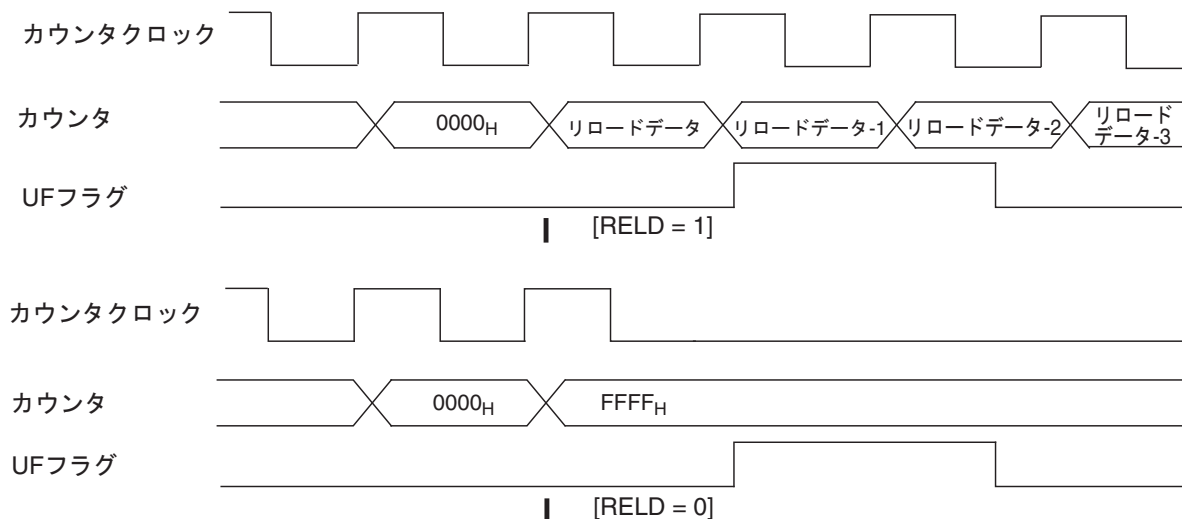 カウンタクロック
カウンタ
0000H
リロードデータ
リロードデータ-1
リロードデータ-2
リロード
データ-3
UFフラグ
[RELD = 1]
カウンタクロック
カウンタ
0000H
FFFFH
UFフラグ
[RELD = 0]